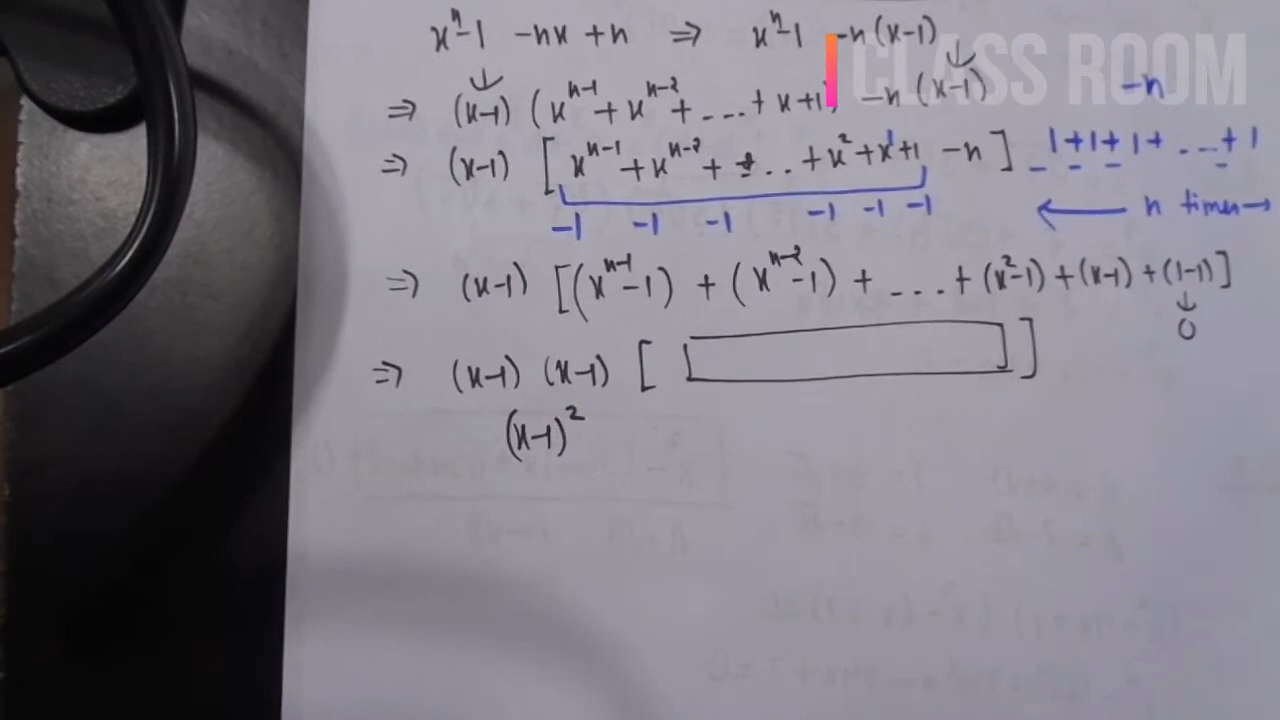 xⁿ-1 -nx +n ⇒ xⁿ-1 -n(x-1)
CLASS ROOM
⇒ (x-1) (xⁿ⁻¹ + xⁿ⁻² + ... + x+1) -n (x-1)
-n
⇒ (x-1) [xⁿ⁻¹ + xⁿ⁻² + + .. + x² + x¹ + 1 -n]
1+1+1+ ... + 1
-1 -1 -1 -1 -1 -1
← n times →
⇒ (x-1) [(xⁿ⁻¹-1) + (xⁿ⁻²-1) + ... + (x²-1) + (x-1) + (1-1)]
↓
0
⇒ (x-1) (x-1) [ ]
(x-1)²